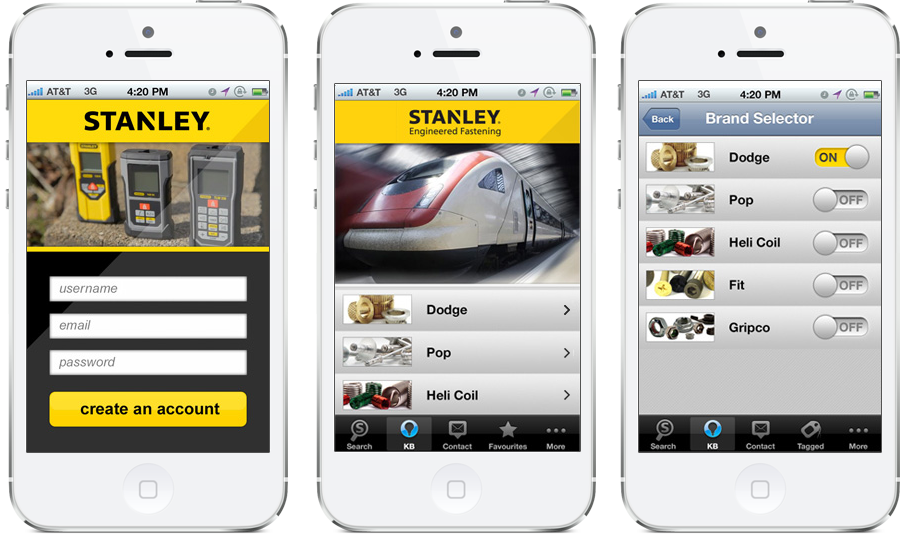 AT&T 3G 4:20 PM
STANLEY
username
email
password
create an account
AT&T 3G 4:20 PM
STANLEY
Engineered Fastening
Dodge
Pop
Heli Coil
Search KB Contact Favourites More
AT&T 3G 4:20 PM
Back Brand Selector
Dodge ON
Pop OFF
Heli Coil OFF
Fit OFF
Gripco OFF
Search KB Contact Tagged More